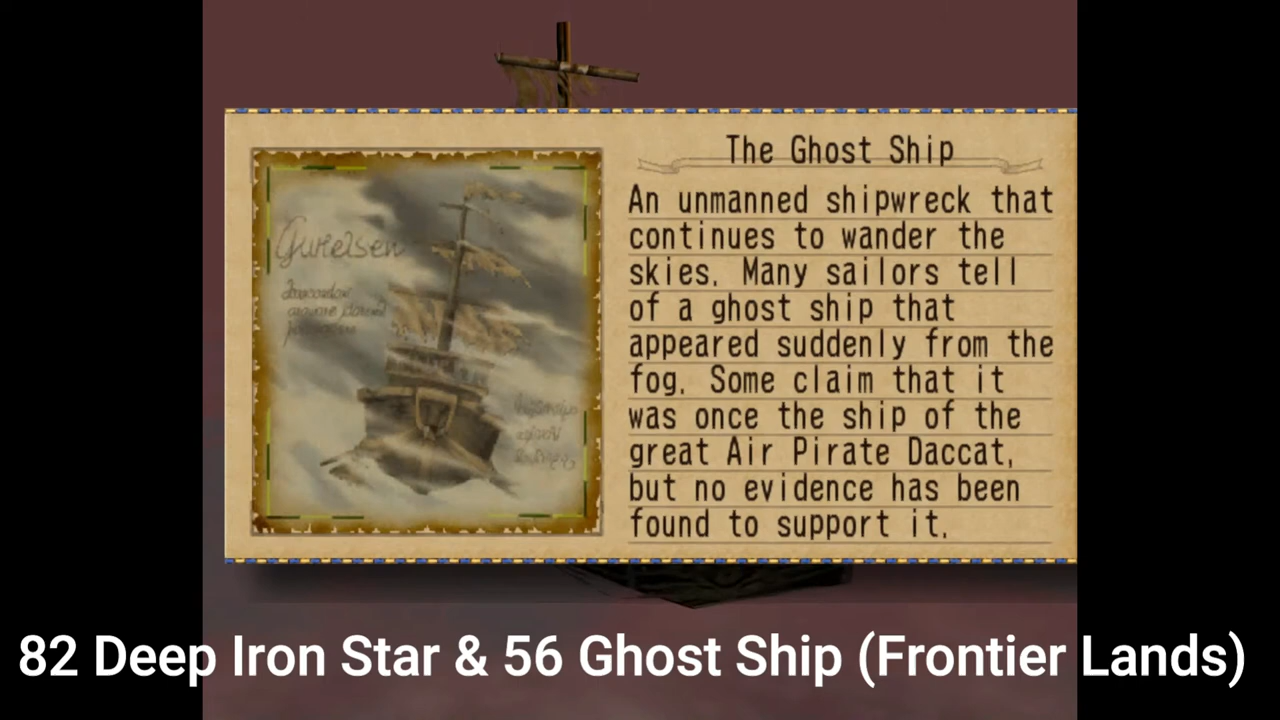 The Ghost Ship
An unmanned shipwreck that
continues to wander the
skies. Many sailors tell
of a ghost ship that
appeared suddenly from the
fog. Some claim that it
was once the ship of the
great Air Pirate Daccat,
but no evidence has been
found to support it.
82 Deep Iron Star & 56 Ghost Ship (Frontier Lands)